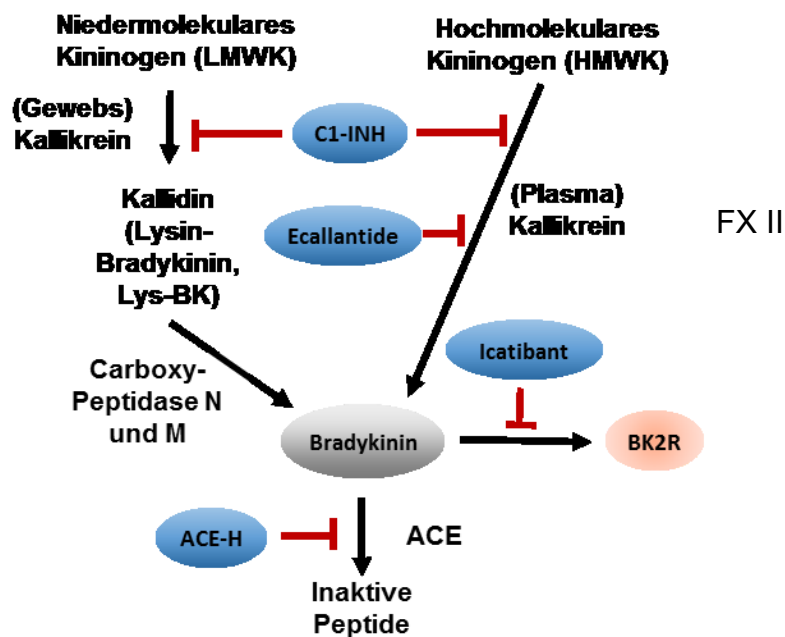 Niedermolekulares
Kininogen (LMWK)
Hochmolekulares
Kininogen (HMWK)
(Gewebs)
Kallikrein
C1-INH
Kallidin
(Lysin-
Bradykinin,
Lys-BK)
Ecallantide
(Plasma)
Kallikrein
FX II
Icatibant
Carboxy-
Peptidase N
und M
Bradykinin
BK2R
ACE-H
ACE
Inaktive
Peptide